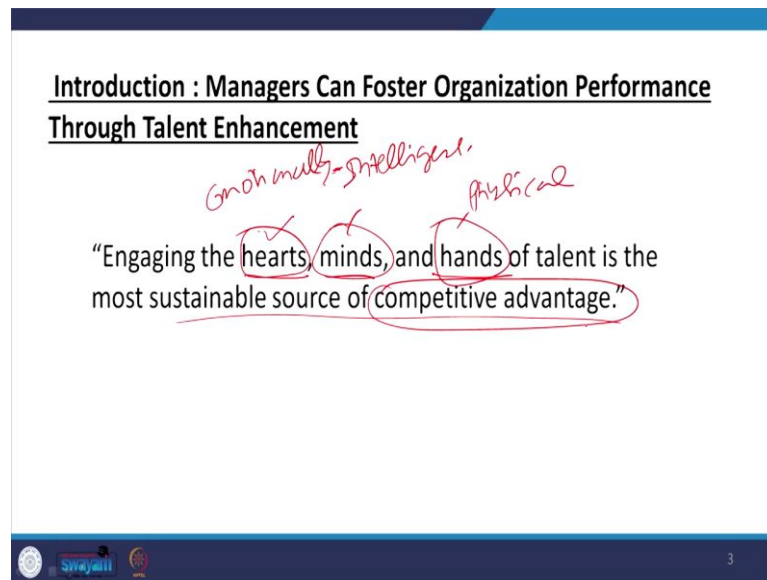 Introduction : Managers Can Foster Organization Performance
Through Talent Enhancement
emotionally-Intelligence.
physical
“Engaging the hearts, minds, and hands of talent is the
most sustainable source of competitive advantage.”
swayam
3